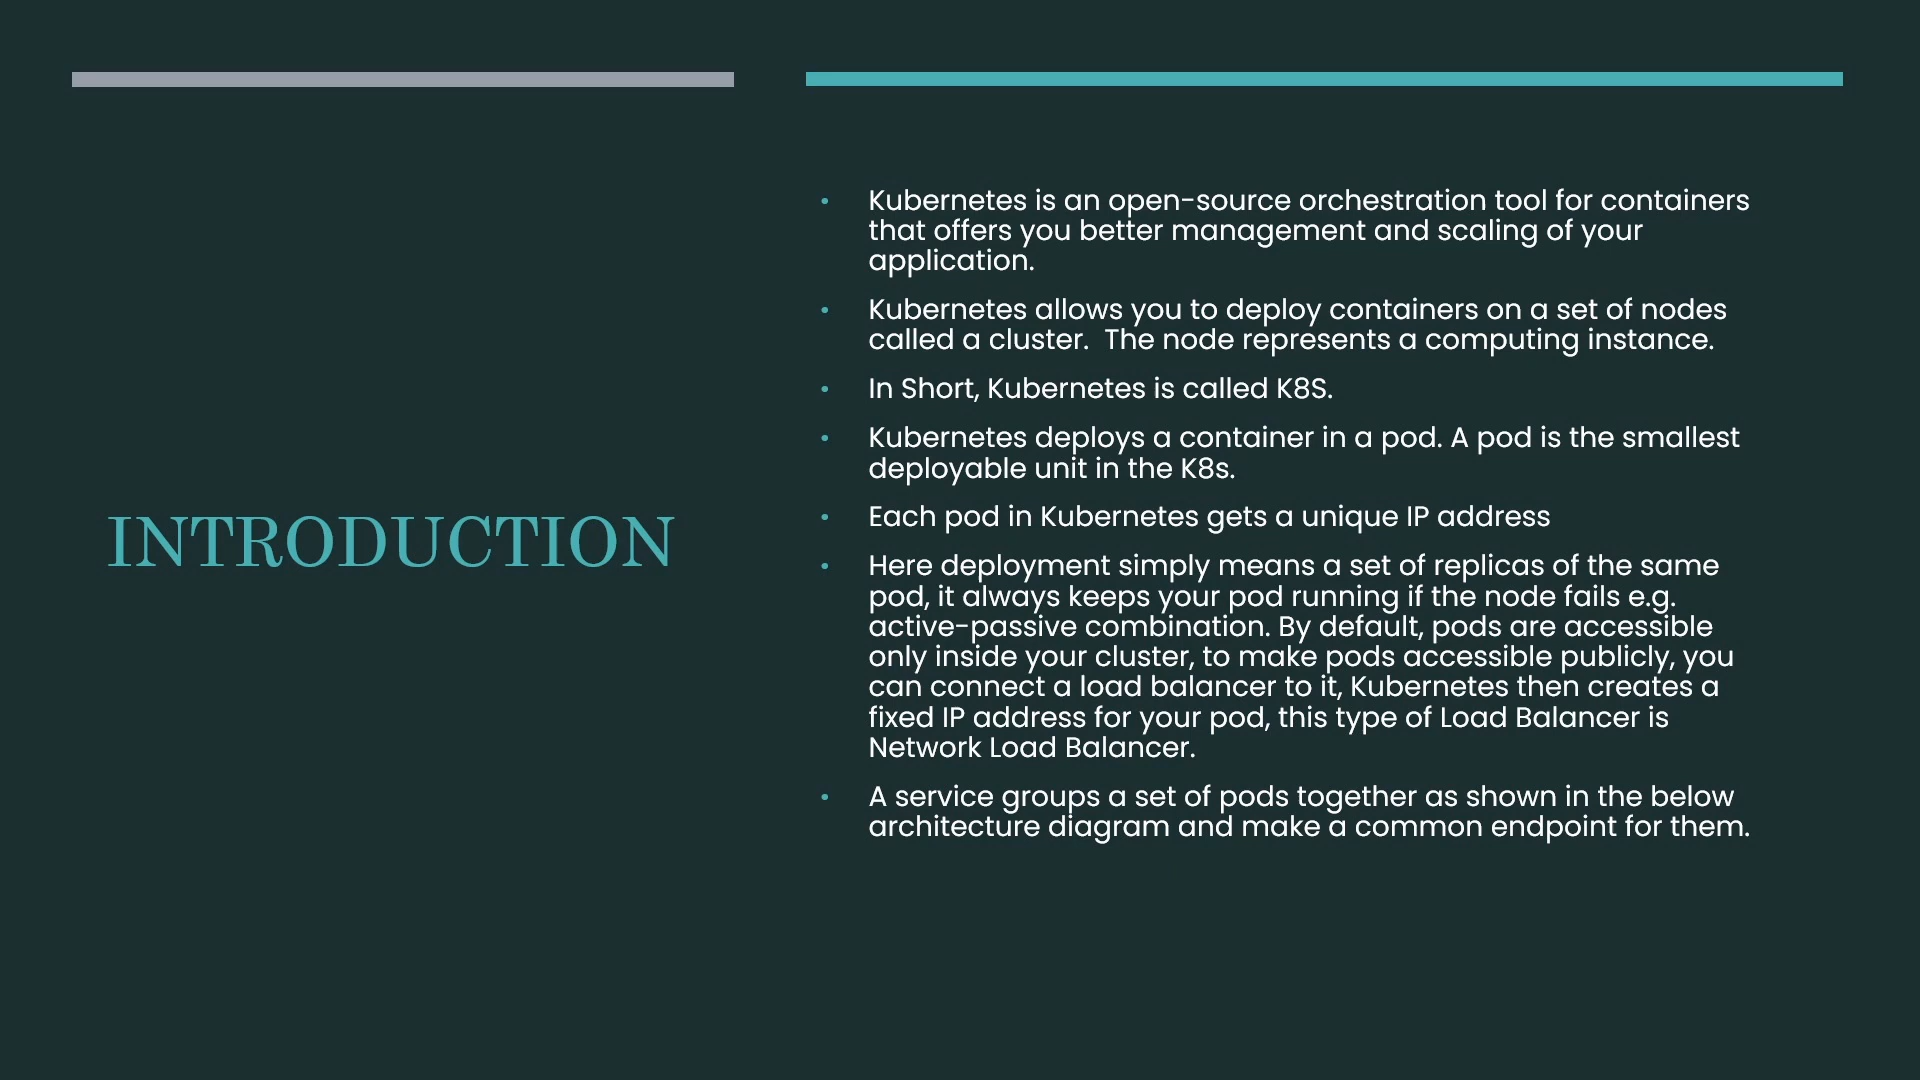 INTRODUCTION
• Kubernetes is an open-source orchestration tool for containers
that offers you better management and scaling of your
application.
• Kubernetes allows you to deploy containers on a set of nodes
called a cluster.  The node represents a computing instance.
• In Short, Kubernetes is called K8S.
• Kubernetes deploys a container in a pod. A pod is the smallest
deployable unit in the K8s.
• Each pod in Kubernetes gets a unique IP address
• Here deployment simply means a set of replicas of the same
pod, it always keeps your pod running if the node fails e.g.
active-passive combination. By default, pods are accessible
only inside your cluster, to make pods accessible publicly, you
can connect a load balancer to it, Kubernetes then creates a
fixed IP address for your pod, this type of Load Balancer is
Network Load Balancer.
• A service groups a set of pods together as shown in the below
architecture diagram and make a common endpoint for them.